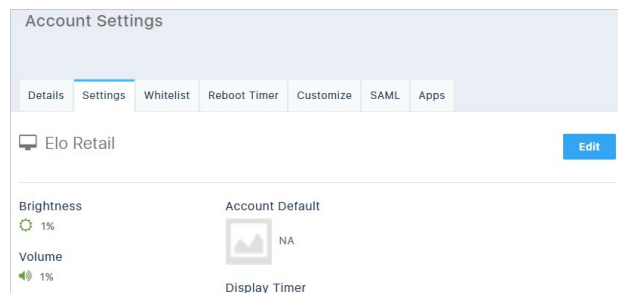 Account Settings
Details Settings Whitelist Reboot Timer Customize SAML Apps
Elo Retail
Edit
Brightness
1%
Volume
1%
Account Default
NA
Display Timer